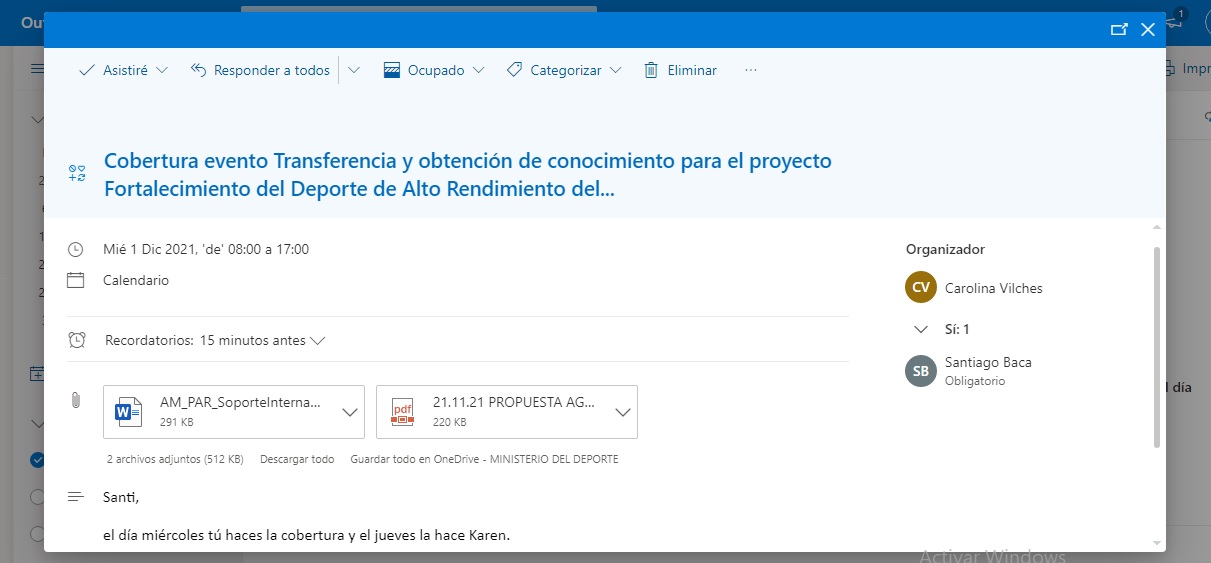 Ou
1
Asistiré
Responder a todos
Ocupado
Categorizar
Eliminar
...
Impr
Cobertura evento Transferencia y obtención de conocimiento para el proyecto
Fortalecimiento del Deporte de Alto Rendimiento del...
Mié 1 Dic 2021, 'de' 08:00 a 17:00
Calendario
Recordatorios: 15 minutos antes
AM_PAR_SoporteInterna...
291 KB
pdf
21.11.21 PROPUESTA AG...
220 KB
2 archivos adjuntos (512 KB) Descargar todo Guardar todo en OneDrive - MINISTERIO DEL DEPORTE
Santi,
el día miércoles tú haces la cobertura y el jueves la hace Karen.
Organizador
CV
Carolina Vilches
Sí: 1
SB
Santiago Baca
Obligatorio
l día
Activar Windows